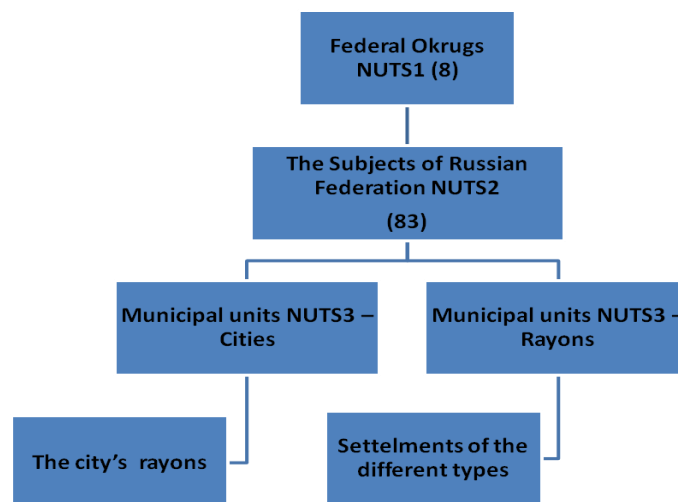 Federal Okrugs
NUTS1 (8)
The Subjects of Russian
Federation NUTS2
(83)
Municipal units NUTS3 –
Cities
Municipal units NUTS3 –
Rayons
The city's rayons
Settelments of the
different types